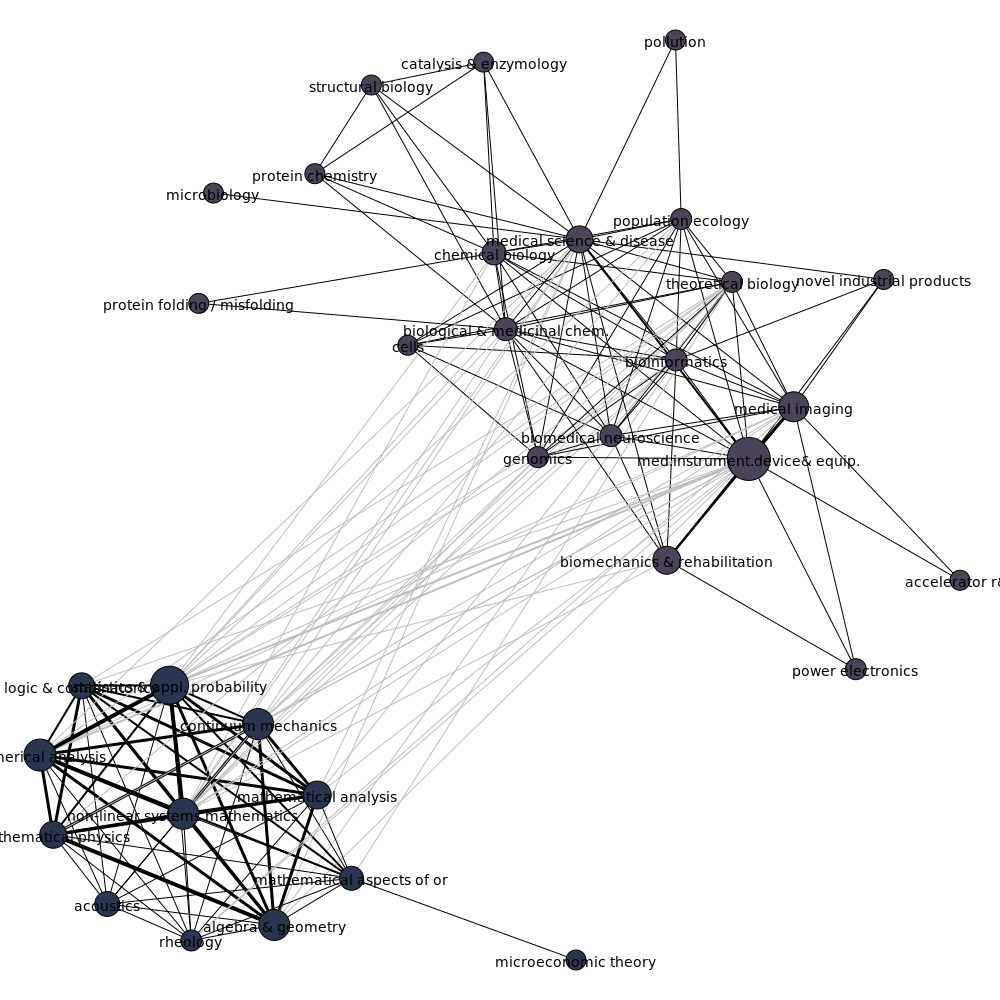 pollution
catalysis & enzymology
structural biology
protein chemistry
microbiology
population ecology
medical science & disease
chemical biology
theoretical biology
novel industrial products
protein folding / misfolding
biological & medicinal chem.
cells
bioinformatics
medical imaging
biomedical neuroscience
genomics
med.instrument.device& equip.
biomechanics & rehabilitation
accelerator r&
power electronics
logic & combinatorics
statistics & appl. probability
continuum mechanics
erical analysis
mathematical analysis
non-linear systems mathematics
thematical physics
mathematical aspects of or
acoustics
algebra & geometry
rheology
microeconomic theory